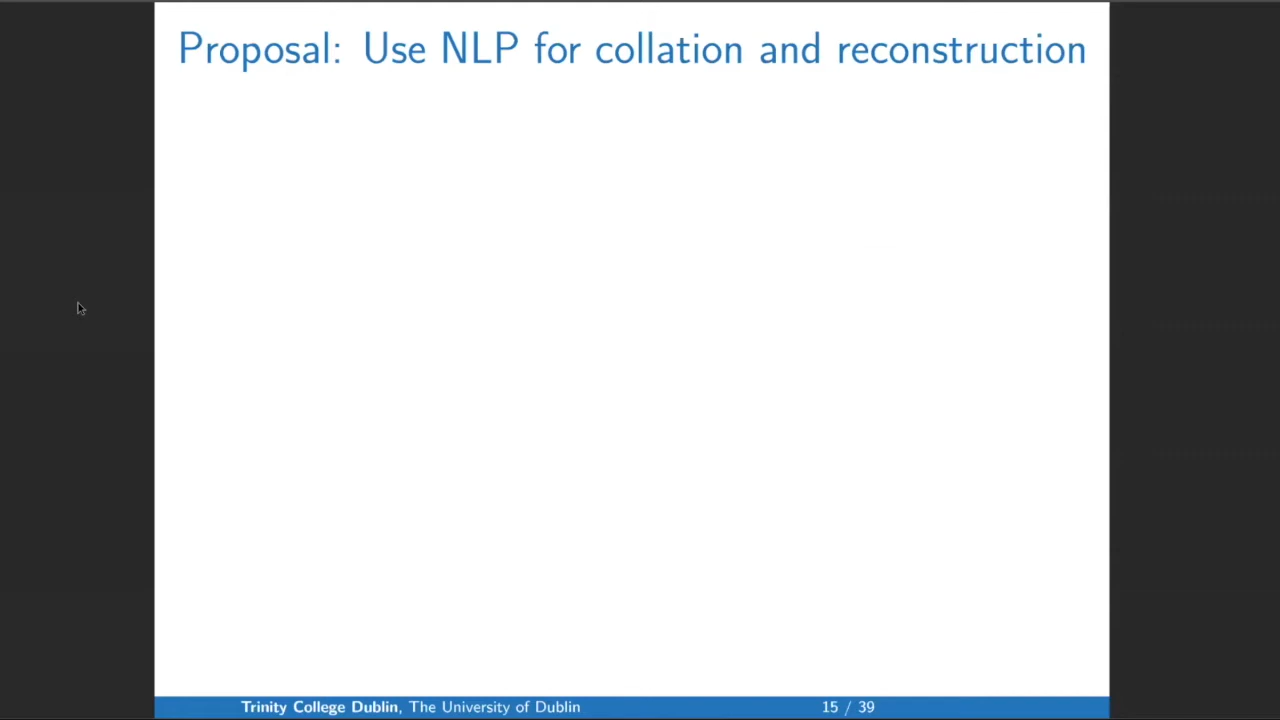 Proposal: Use NLP for collation and reconstruction
Trinity College Dublin, The University of Dublin 15 / 39